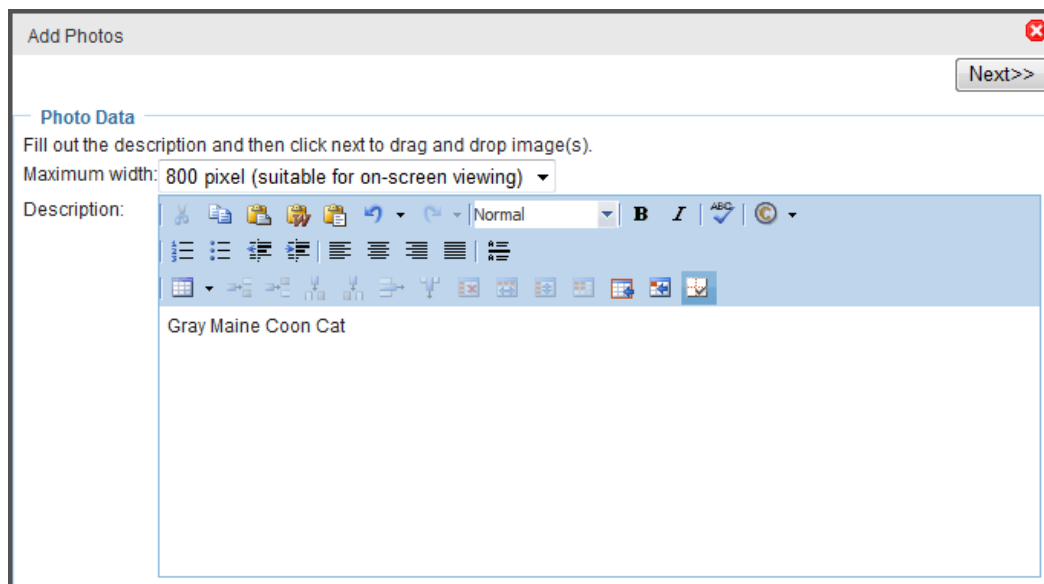 Add Photos
Next>>
Photo Data
Fill out the description and then click next to drag and drop image(s).
Maximum width: 800 pixel (suitable for on-screen viewing)
Description:
Normal B I ABC ©
Gray Maine Coon Cat